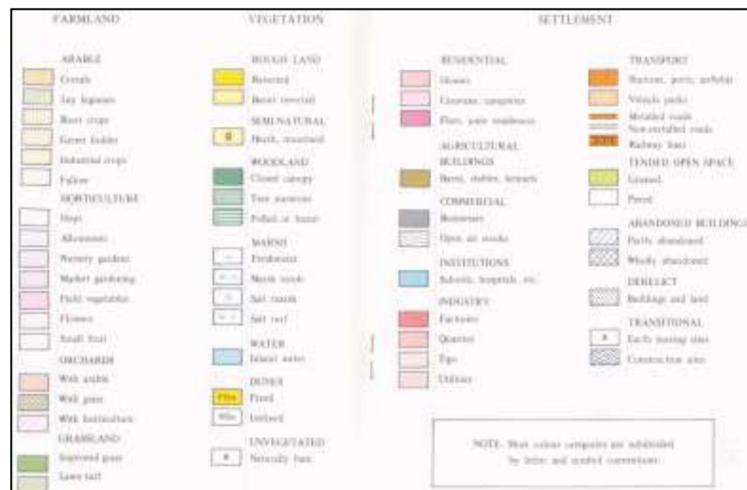 FARMLAND
ARABLE
Cereals
Ley legumes
Root crops
Green fodder
Industrial crops
Fallow
HORTICULTURE
Hops
Allotments
Nursery gardens
Market gardening
Field vegetables
Flowers
Small fruit
ORCHARDS
With arable
With grass
With horticulture
GRASSLAND
Improved grass
Lawn turf
VEGETATION
ROUGH LAND
Reverted
Burnt reverted
SEMI NATURAL
Heath, moorland
WOODLAND
Closed canopy
Tree nurseries
Felled or burnt
MARSH
Freshwater
Marsh reeds
Salt marsh
Salt turf
WATER
Inland water
DUNES
Fixed
UNVEGETATED
Naturally bare
SETTLEMENT
RESIDENTIAL
Houses
Caravans, campsites
Flats,
AGRICULTURAL
BUILDINGS
Barns, stables, kennels
COMMERCIAL
Businesses
Open air stocks
INSTITUTIONS
Schools, hospitals, etc.
INDUSTRY
Factories
Quarries
Tips
Utilities
TRANSPORT
Stations, ports, airfields
Vehicle parks
Metalled roads
Non-metalled roads
Railway lines
TENDED OPEN SPACE
Grassed
Paved
ABANDONED BUILDINGS
Partly abandoned
Wholly abandoned
DERELICT
Buildings and land
TRANSITIONAL
Earth moving sites
Construction sites
NOTE- Most colour categories are subdivided
by letter and symbol conventions